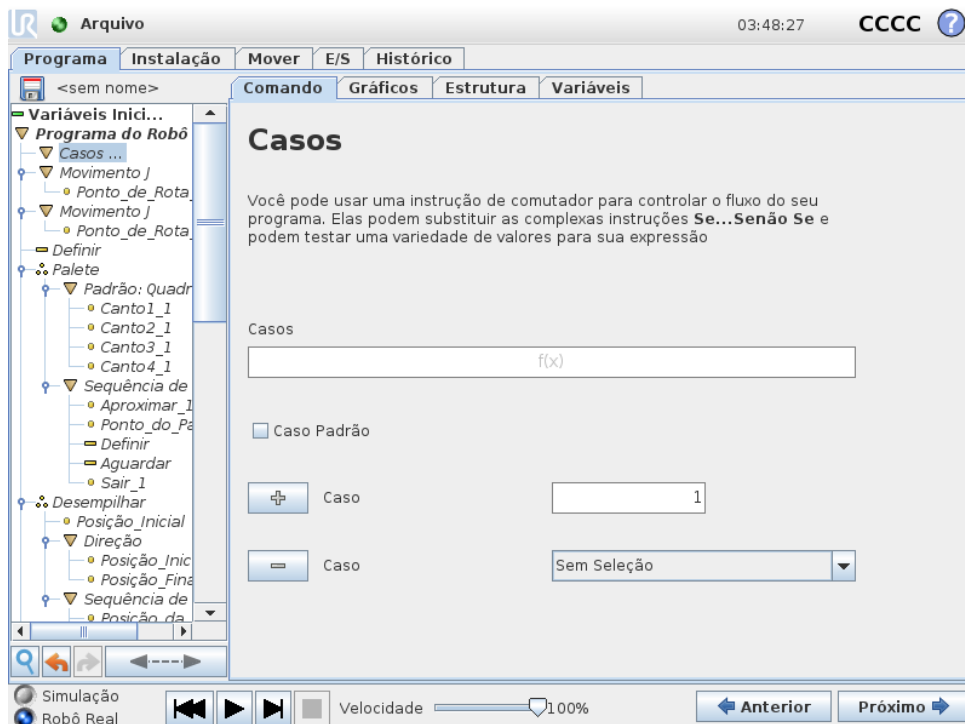 Arquivo
03:48:27
CCCC
?
Programa
Instalação
Mover
E/S
Histórico
<sem nome>
Comando
Gráficos
Estrutura
Variáveis
Variáveis Inici...
Programa do Robô
Casos ...
Movimento J
Ponto_de_Rota_
Movimento J
Ponto_de_Rota_
Definir
Palete
Padrão: Quadr
Canto1_1
Canto2_1
Canto3_1
Canto4_1
Sequência de
Aproximar_1
Ponto_do_Pa
Definir
Aguardar
Sair_1
Desempilhar
Posição_Inicial
Direção
Posição_Inic
Posição_Fina
Sequência de
Posição_da_
Casos
Você pode usar uma instrução de comutador para controlar o fluxo do seu
programa. Elas podem substituir as complexas instruções Se...Senão Se e
podem testar uma variedade de valores para sua expressão
Casos
f(x)
Caso Padrão
Caso
1
Caso
Sem Seleção
Simulação
Robô Real
Velocidade
100%
Anterior
Próximo